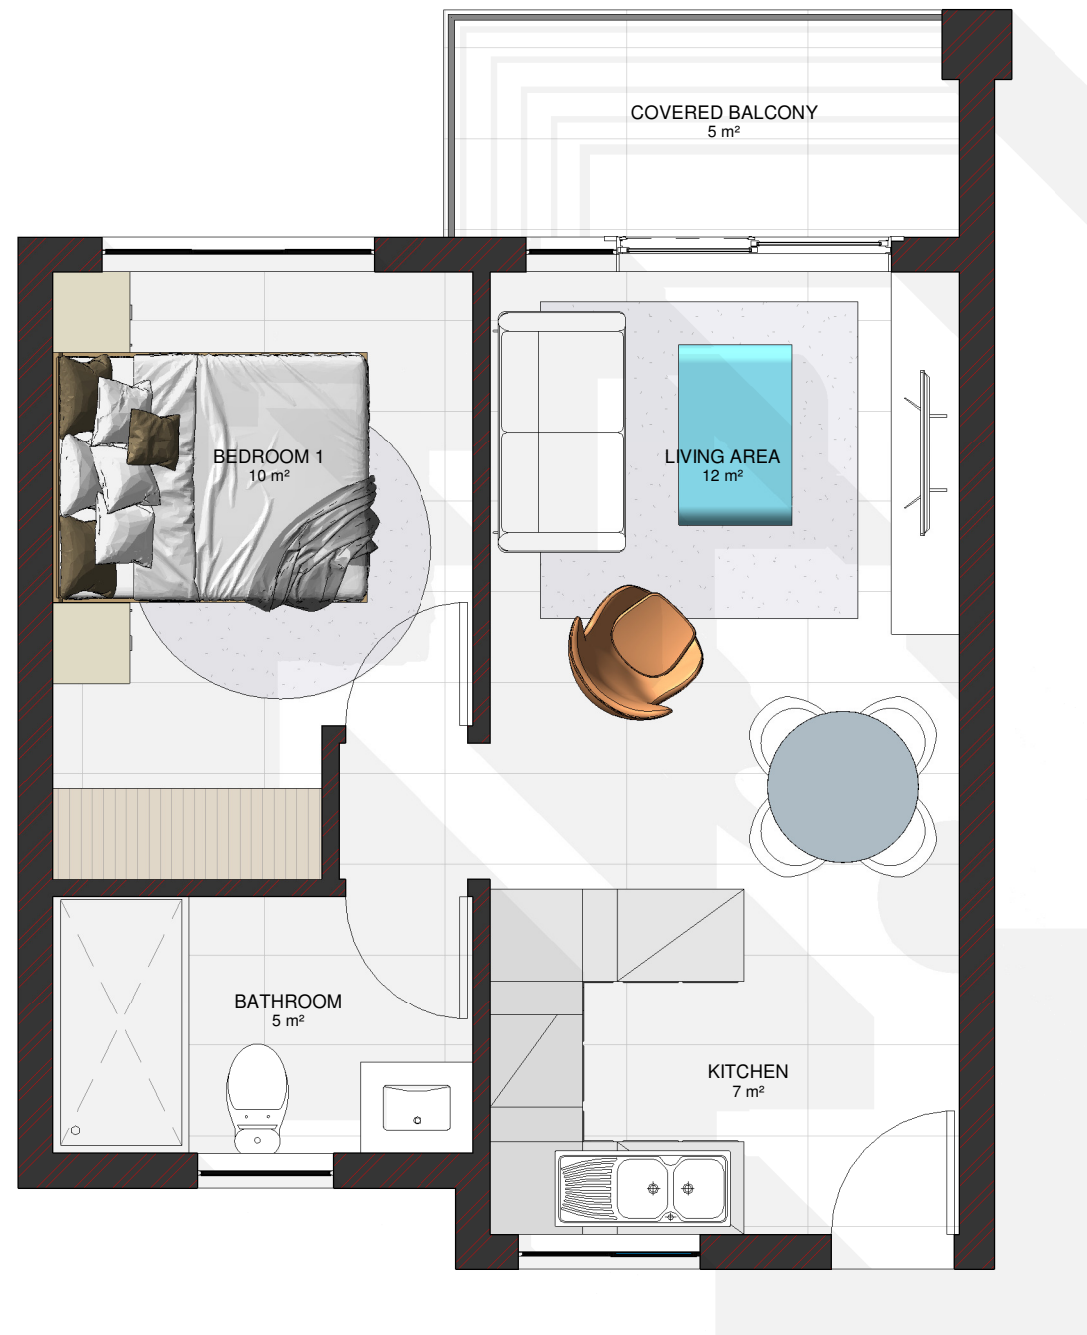 COVERED BALCONY
5 m²
BEDROOM 1
10 m²
LIVING AREA
12 m²
BATHROOM
5 m²
KITCHEN
7 m²